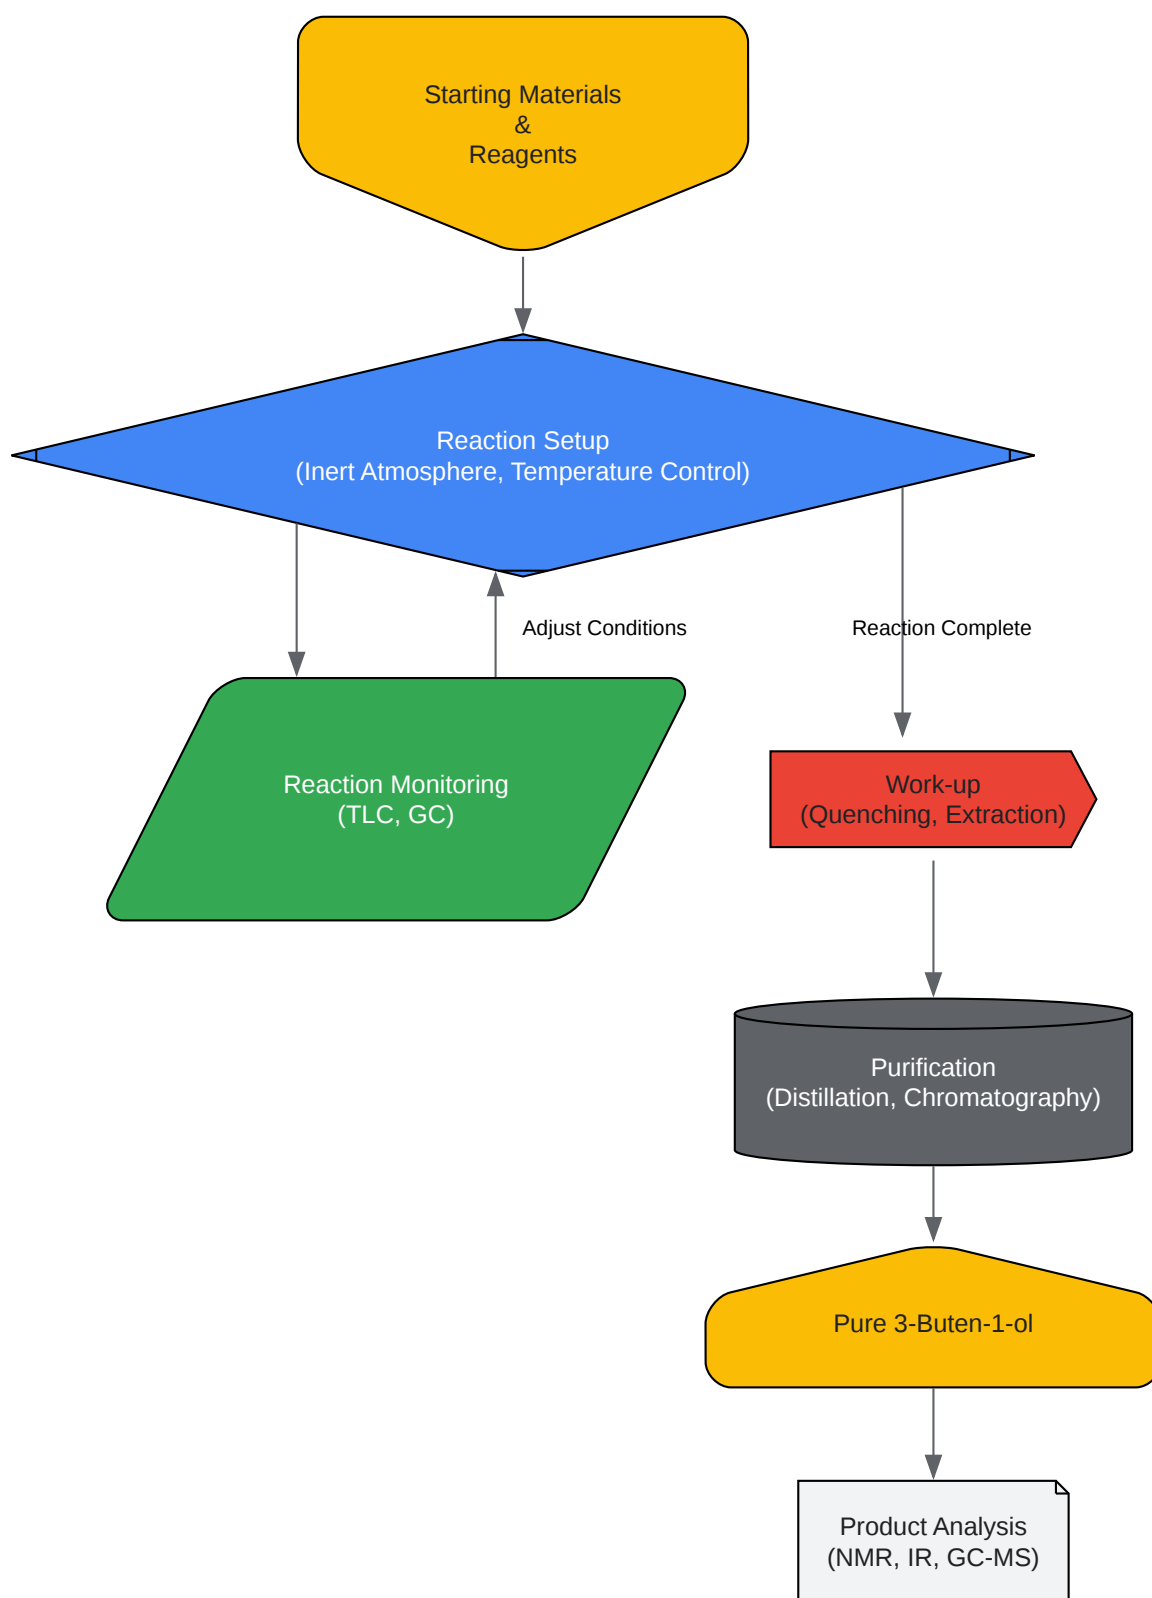 Starting Materials
&
Reagents
Reaction Setup
(Inert Atmosphere, Temperature Control)
Adjust Conditions
Reaction Complete
Reaction Monitoring
(TLC, GC)
Work-up
(Quenching, Extraction)
Purification
(Distillation, Chromatography)
Pure 3-Buten-1-ol
Product Analysis
(NMR, IR, GC-MS)